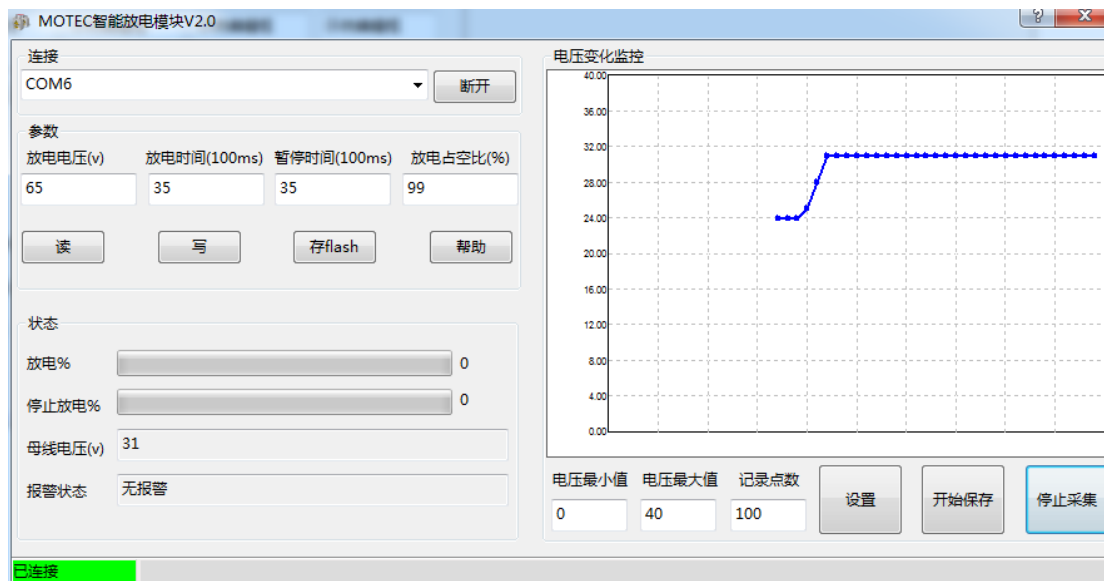 MOTEC智能放电模块V2.0
?
X
连接
COM6
断开
参数
放电电压(v) 放电时间(100ms) 暂停时间(100ms) 放电占空比(%)
65 35 35 99
读 写 存flash 帮助
状态
放电% 0
停止放电% 0
母线电压(v) 31
报警状态 无报警
电压变化监控
40.00
36.00
32.00
28.00
24.00
20.00
16.00
12.00
8.00
4.00
0.00
电压最小值 电压最大值 记录点数
0 40 100
设置 开始保存 停止采集
已连接